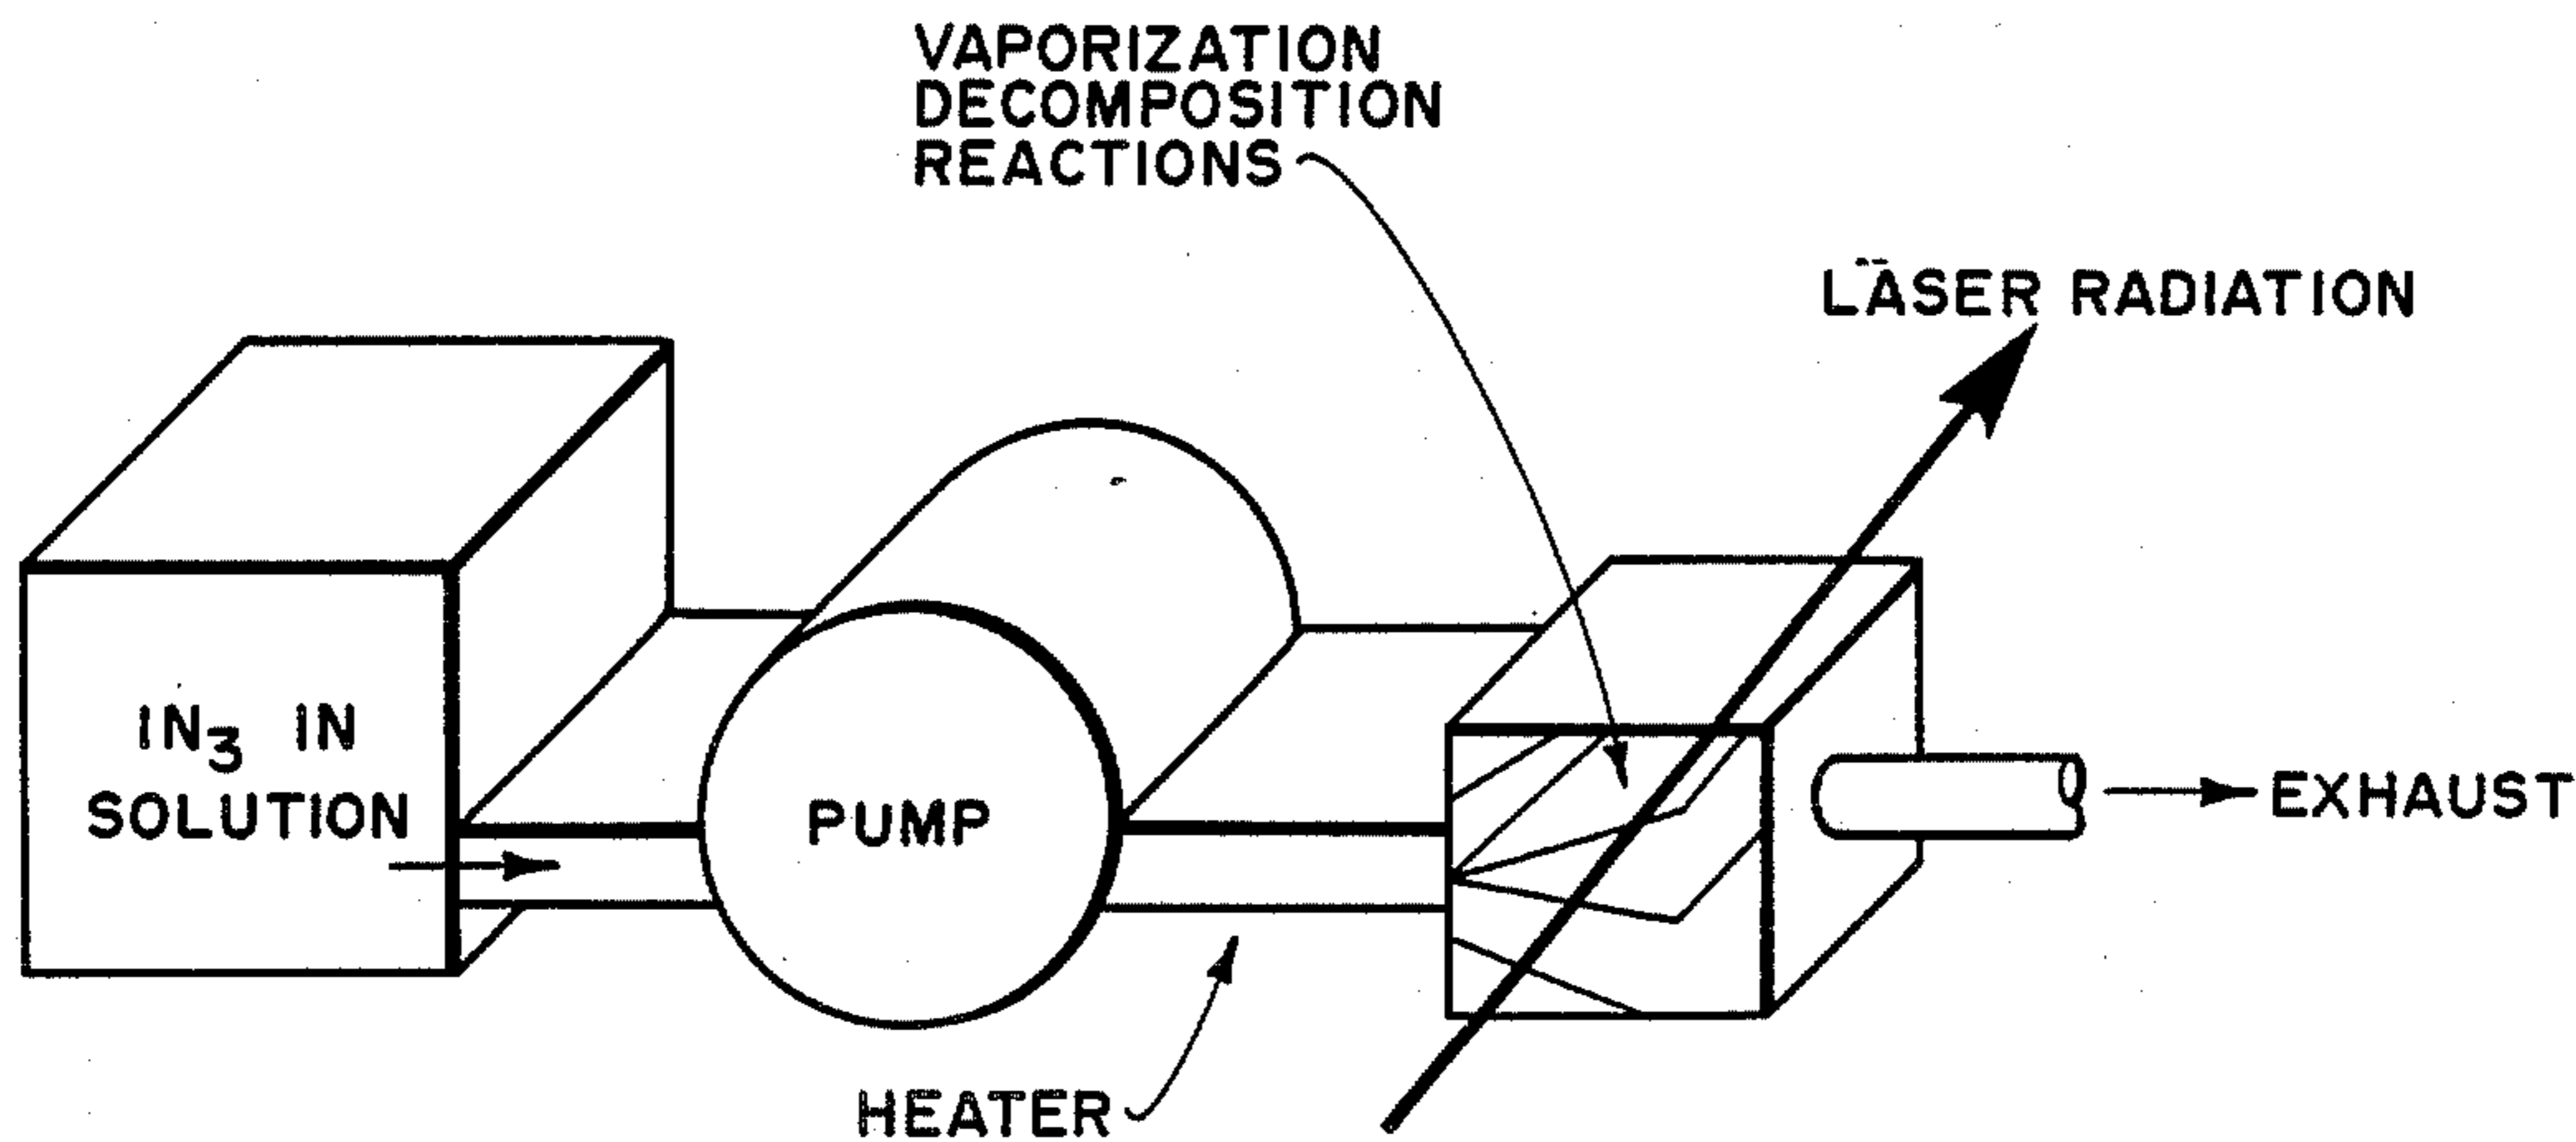 VAPORIZATION
DECOMPOSITION
REACTIONS
LASER RADIATION
IN₃ IN
SOLUTION
PUMP
EXHAUST
HEATER